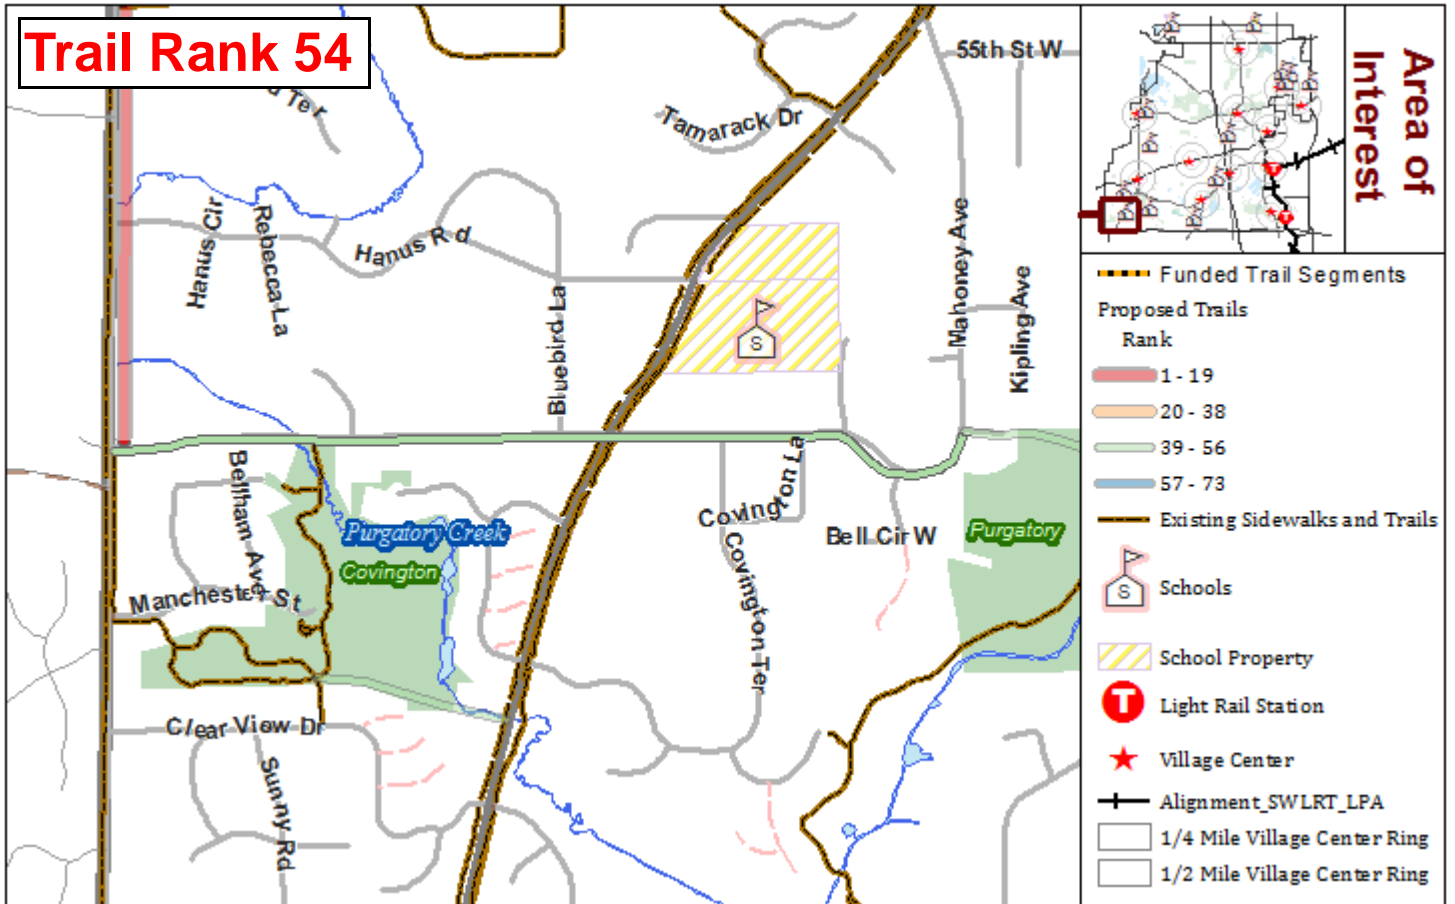 Trail Rank 54
d Ter
55th St W
Tamarack Dr
Hanus Cir
Rebecca La
Hanus Rd
Bluebird La
Mahoney Ave
Kipling Ave
S
Bellham Ave
Purgatory Creek
Covington
Covington La
Bell Cir W
Purgatory
Manchester St
Covington Ter
Clear View Dr
Sunny Rd
Area of
Interest
T
T
Funded Trail Segments
Proposed Trails
Rank
1 - 19
20 - 38
39 - 56
57 - 73
Existing Sidewalks and Trails
S
Schools
School Property
T
Light Rail Station
Village Center
Alignment_SWLRT_LPA
1/4 Mile Village Center Ring
1/2 Mile Village Center Ring